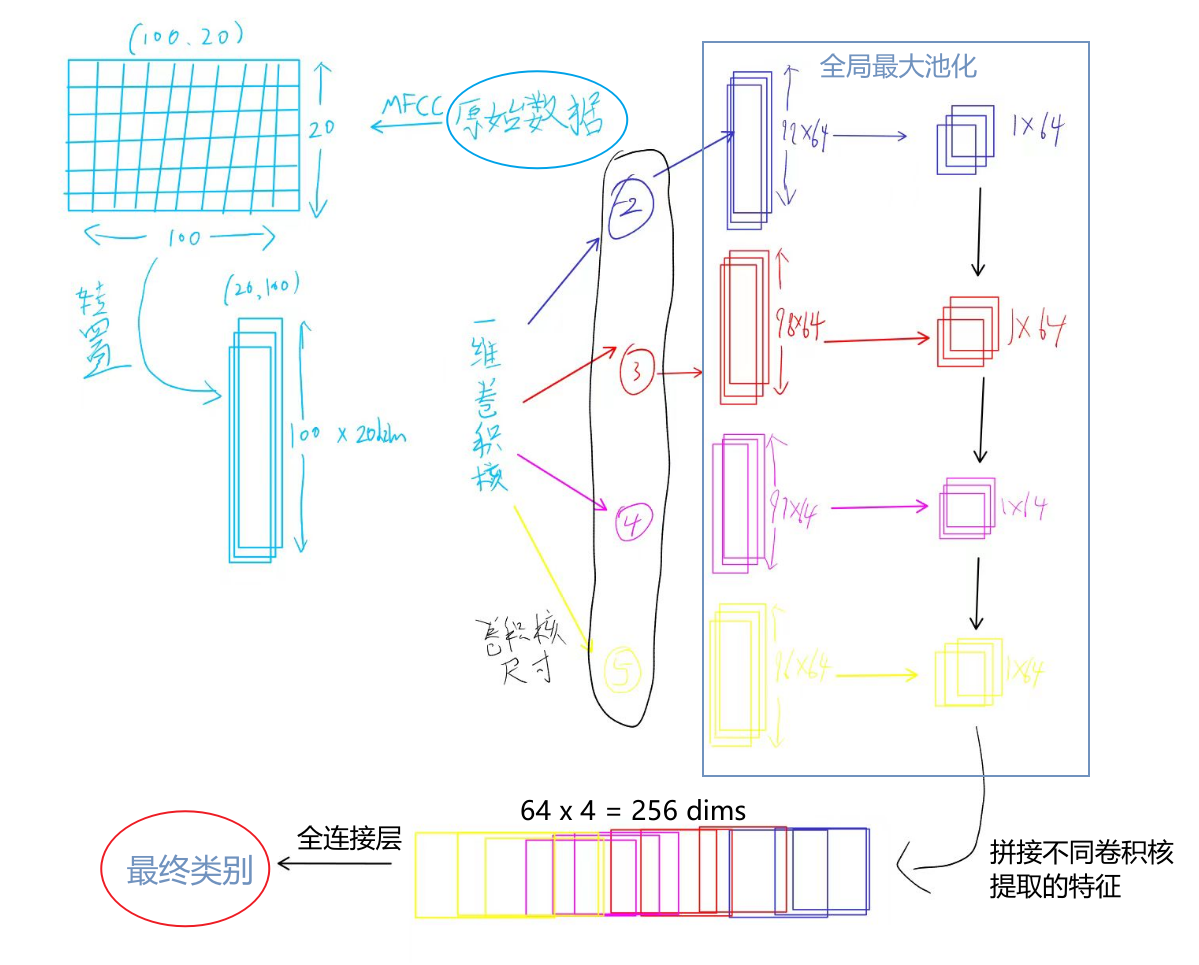 (100.20)
全局最大池化
MFCC
原始数据
20
100
2
99x64
1x64
转置
(20,100)
100 x 20dim
一维卷积核
3
98x64
1x64
4
97x64
1x64
卷积核
尺寸
5
96x64
1x64
64 x 4 = 256 dims
全连接层
最终类别
拼接不同卷积核
提取的特征